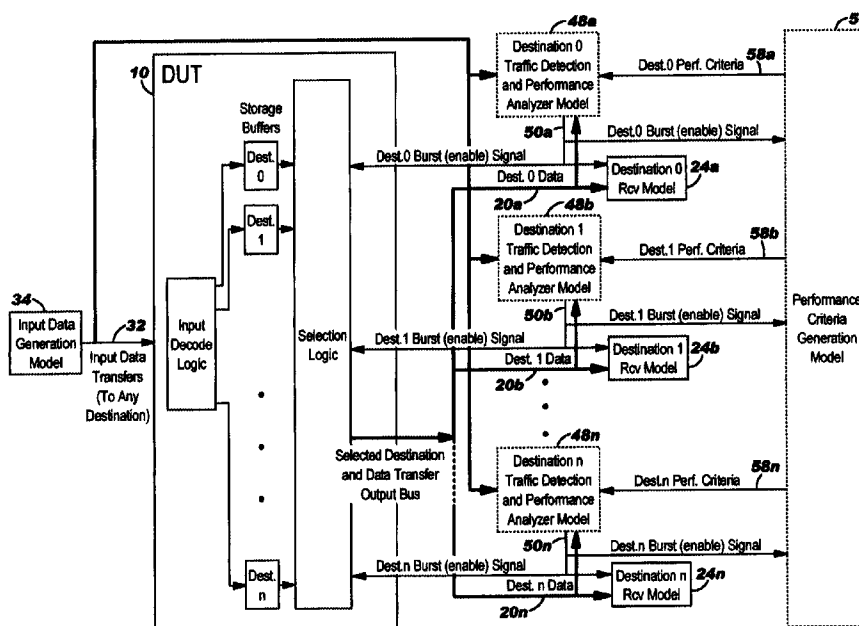 48a
5
10
DUT
Destination 0
Traffic Detection
and Performance
Analyzer Model
Dest.0 Perf. Criteria
58a
Storage
Buffers
50a
Dest.0 Burst (enable) Signal
Dest.
0
Dest.0 Burst (enable) Signal
Dest. 0 Data
Destination 0
Rcv Model
24a
20a
48b
Dest.
1
Destination 1
Traffic Detection
and Performance
Analyzer Model
Dest.1 Perf. Criteria
58b
34
Input Data
Generation
Model
32
Input Data
Transfers
(To Any
Destination)
Input
Decode
Logic
Selection
Logic
50b
Dest.1 Burst (enable) Signal
Dest.1 Burst (enable) Signal
Dest. 1 Data
Destination 1
Rcv Model
24b
20b
Performance
Criteria
Generation
Model
48n
Selected Destination
and Data Transfer
Output Bus
Destination n
Traffic Detection
and Performance
Analyzer Model
Dest.n Perf. Criteria
58n
50n
Dest.n Burst (enable) Signal
Dest.
n
Dest.n Burst (enable) Signal
Dest. n Data
Destination n
Rcv Model
24n
20n